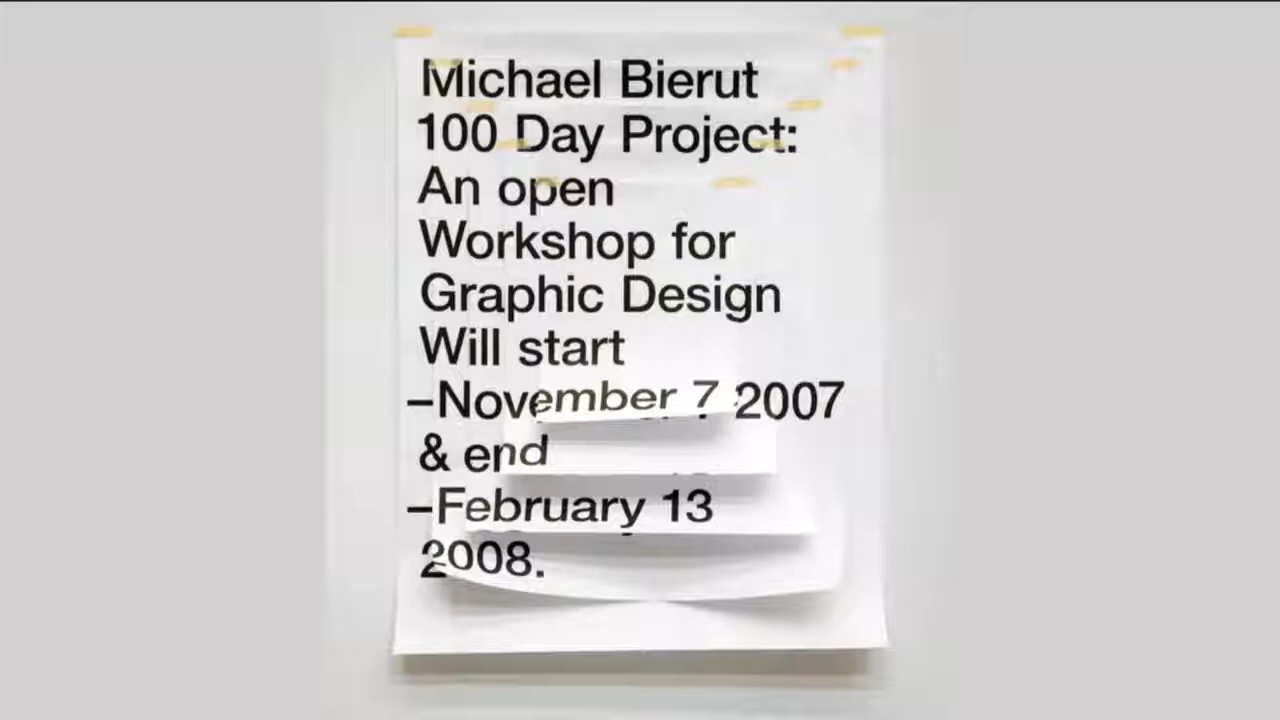 Michael Bierut
100 Day Project:
An open
Workshop for
Graphic Design
Will start
–November 7 2007
& end
–February 13
2008.